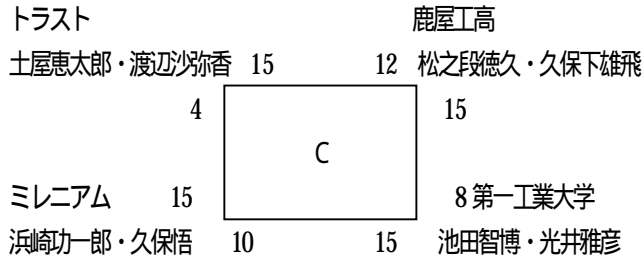 トラスト 鹿屋工高
土屋恵太郎・渡辺沙弥香 15 12 松之段徳久・久保下雄飛
4 15
C
ミレニアム 15 8 第一工業大学
浜崎功一郎・久保悟 10 15 池田智博・光井雅彦